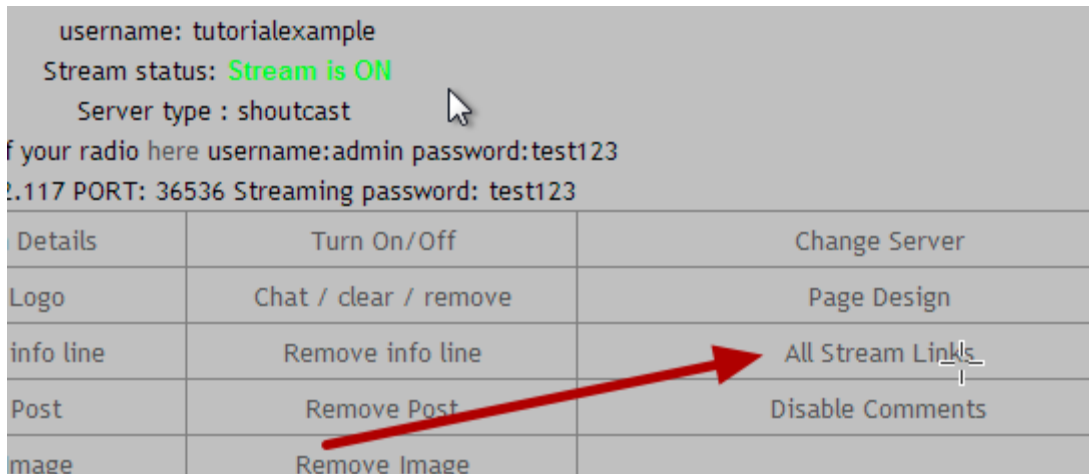 username: tutorialexample
Stream status: Stream is ON
Server type : shoutcast
f your radio here username:admin password:test123
2.117 PORT: 36536 Streaming password: test123
Details Turn On/Off Change Server
Logo Chat / clear / remove Page Design
info line Remove info line All Stream Links
Post Remove Post Disable Comments
mage Remove Image